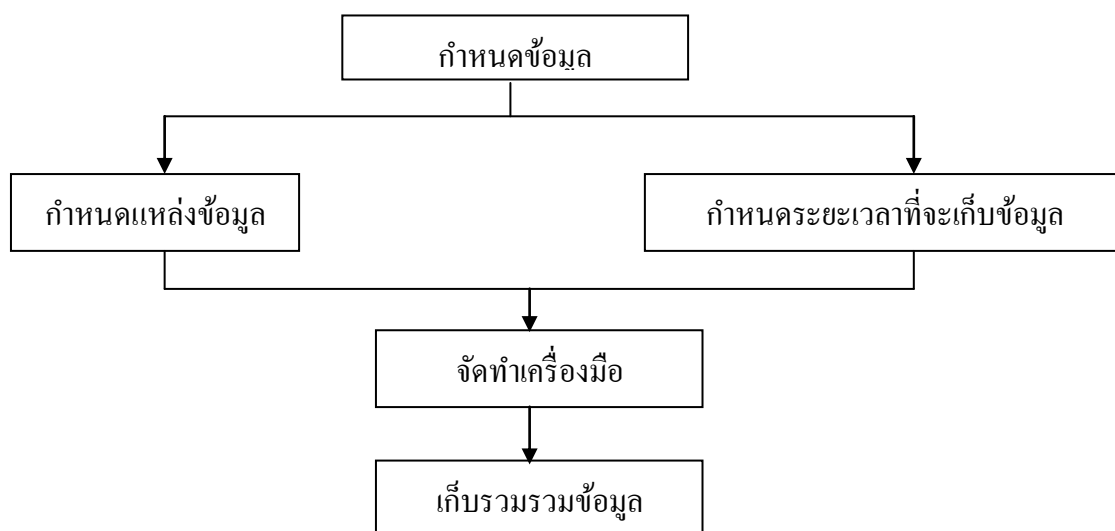 กำหนดข้อมูล
กำหนดแหล่งข้อมูล
กำหนดระยะเวลาที่จะเก็บข้อมูล
จัดทำเครื่องมือ
เก็บรวมรวมข้อมูล